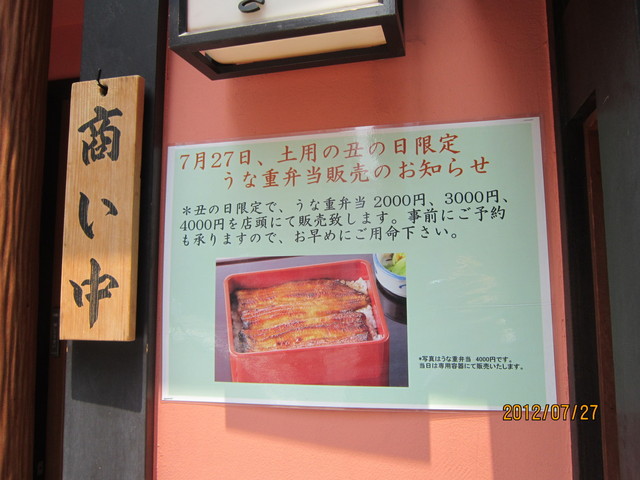 商い中
7月27日、土用の丑の日限定
うな重弁当販売のお知らせ
＊丑の日限定で、うな重弁当 2000円、3000円、
4000円を店頭にて販売致します。事前にご予約
も承りますので、お早めにご用命下さい。
*写真はうな重弁当 4000円です。
当日は専用容器にて販売いたします。
2012/07/27